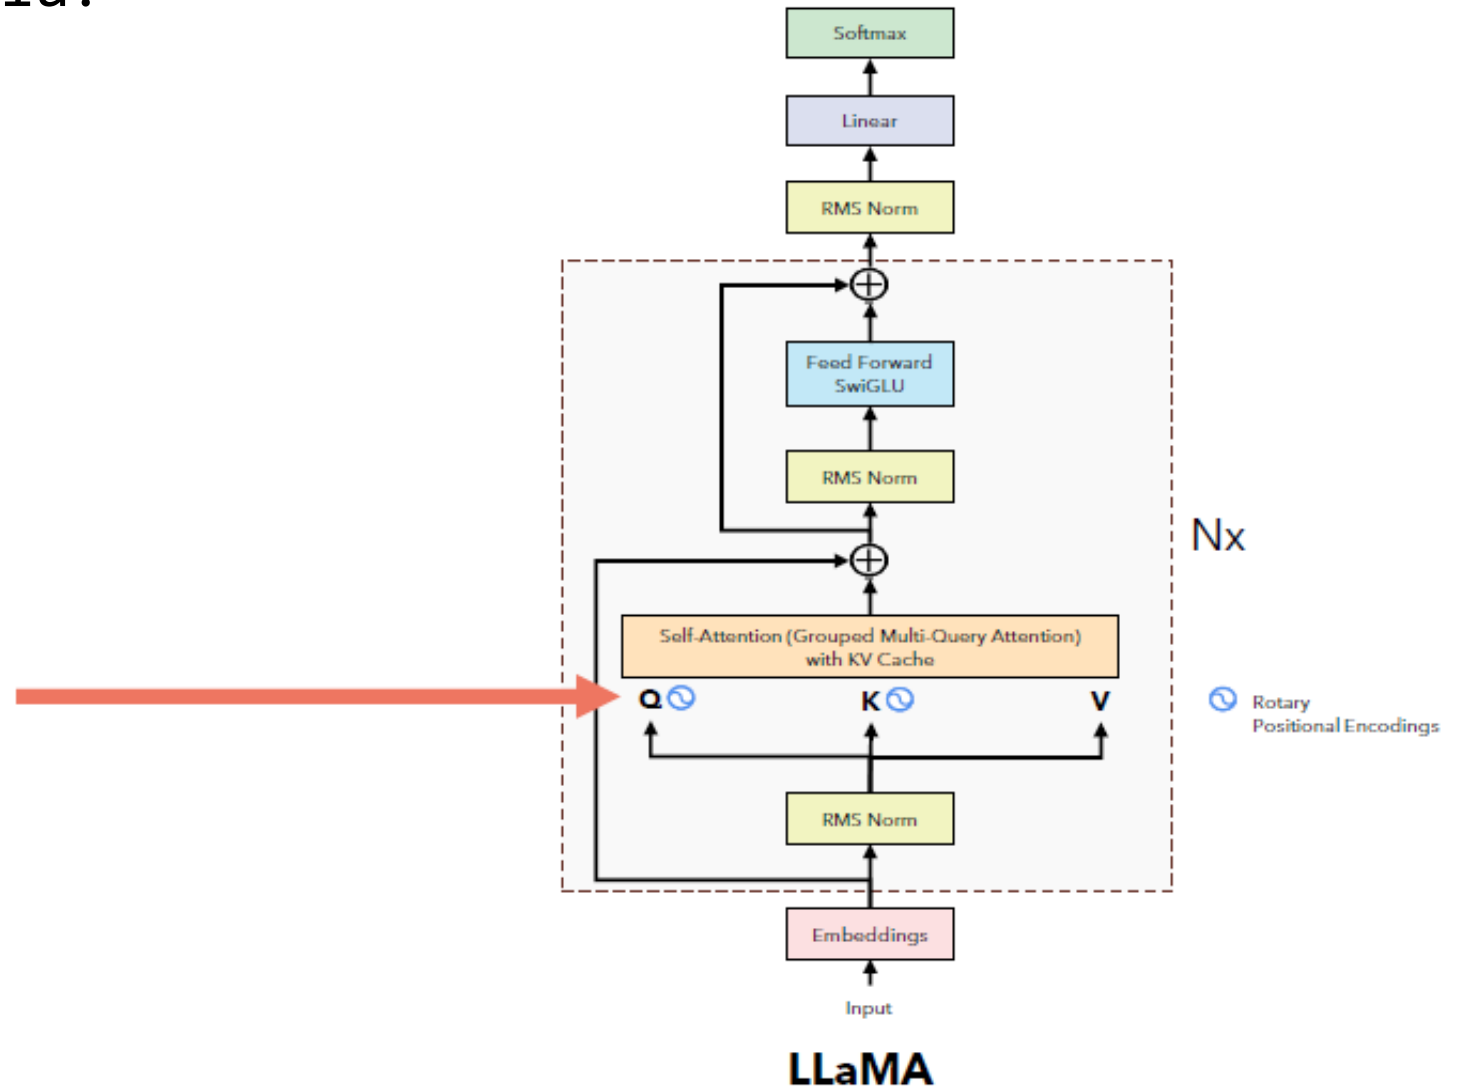 Softmax
Linear
RMS Norm
Feed Forward
SwiGLU
RMS Norm
Nx
Self-Attention (Grouped Multi-Query Attention)
with KV Cache
Q K V
Rotary
Positional Encodings
RMS Norm
Embeddings
Input
LLaMA